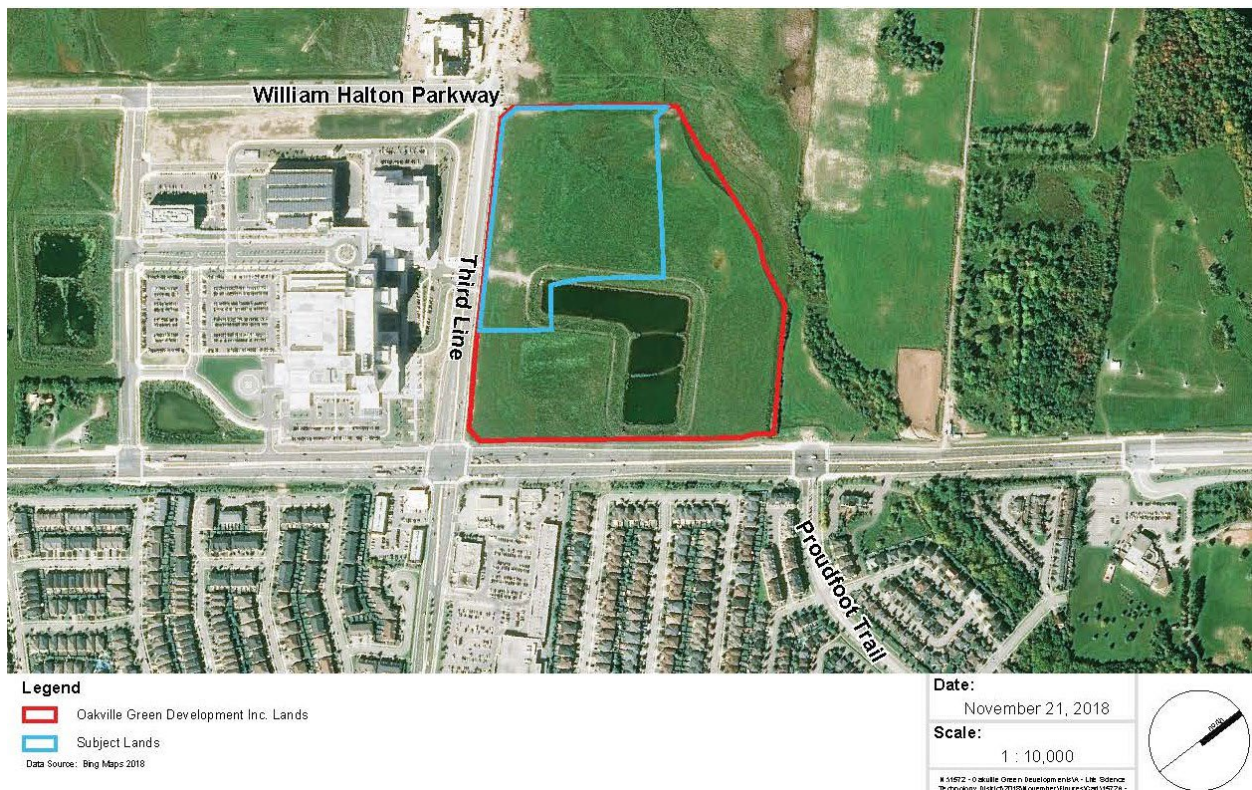 William Halton Parkway
Third Line
Proudfoot Trail
Legend
Oakville Green Development Inc. Lands
Subject Lands
Data Source: Bing Maps 2018
Date:
November 21, 2018
Scale:
1 : 10,000
north